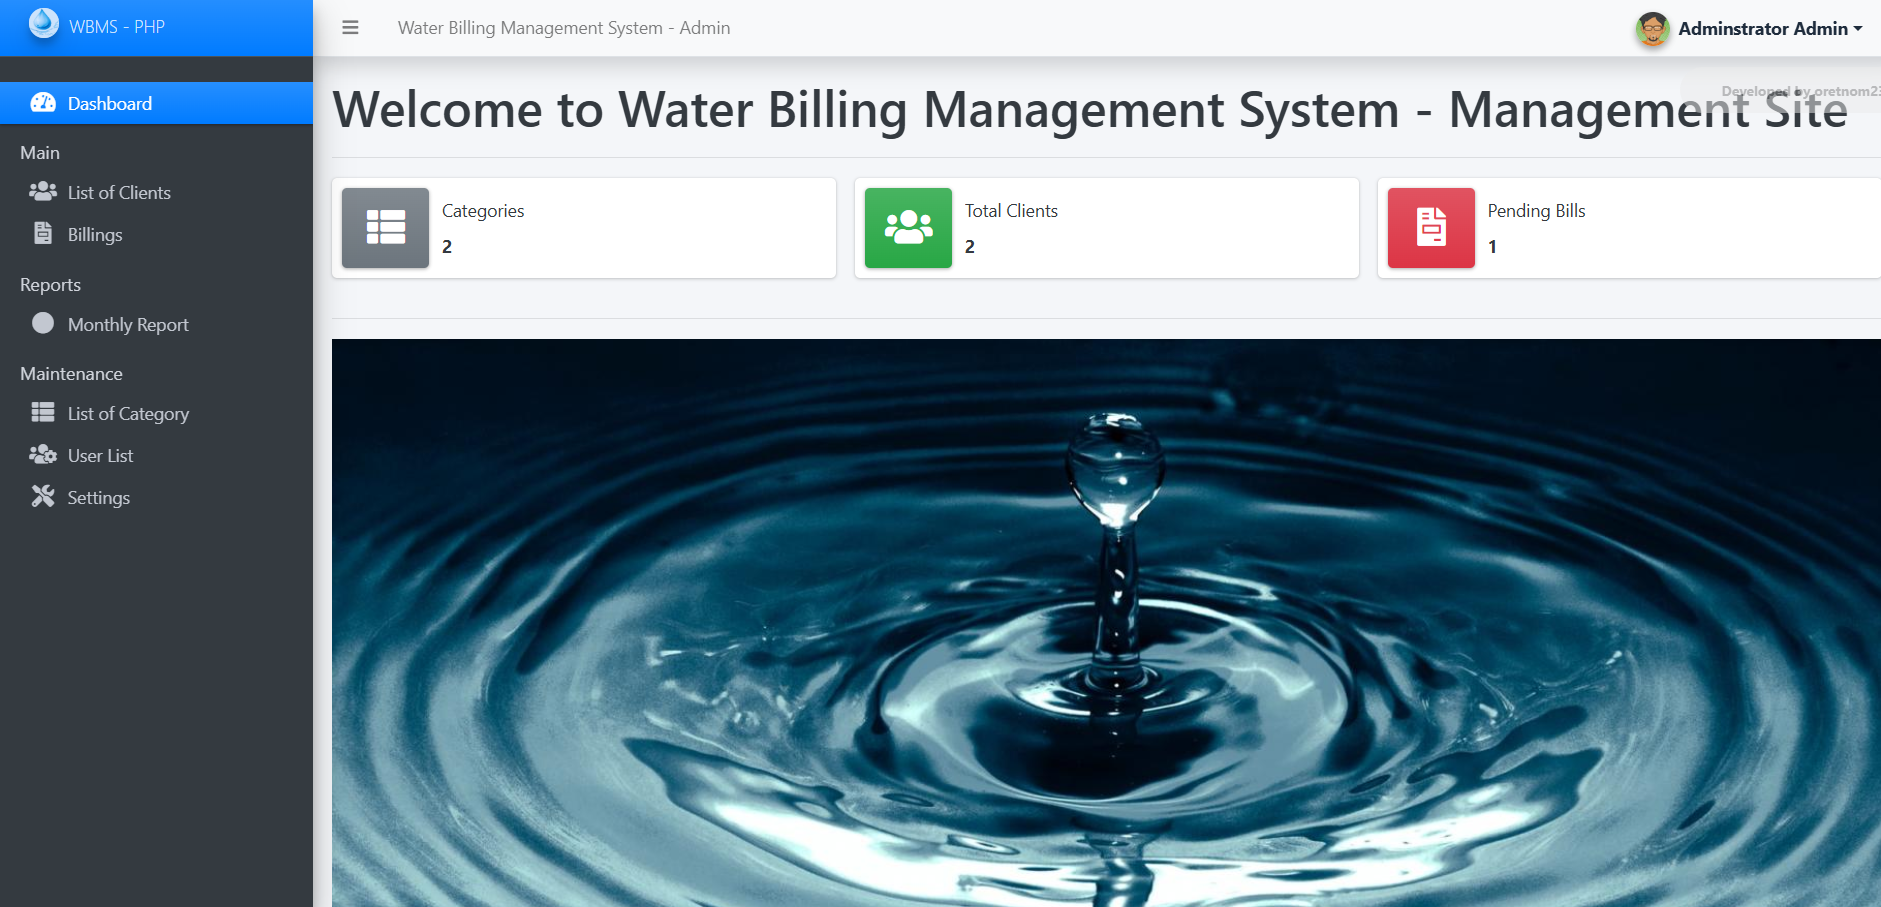 WBMS - PHP
Water Billing Management System - Admin
Adminstrator Admin
Developed by oretnom23
Welcome to Water Billing Management System - Management Site
Dashboard
Main
List of Clients
Billings
Reports
Monthly Report
Maintenance
List of Category
User List
Settings
Categories
2
Total Clients
2
Pending Bills
1